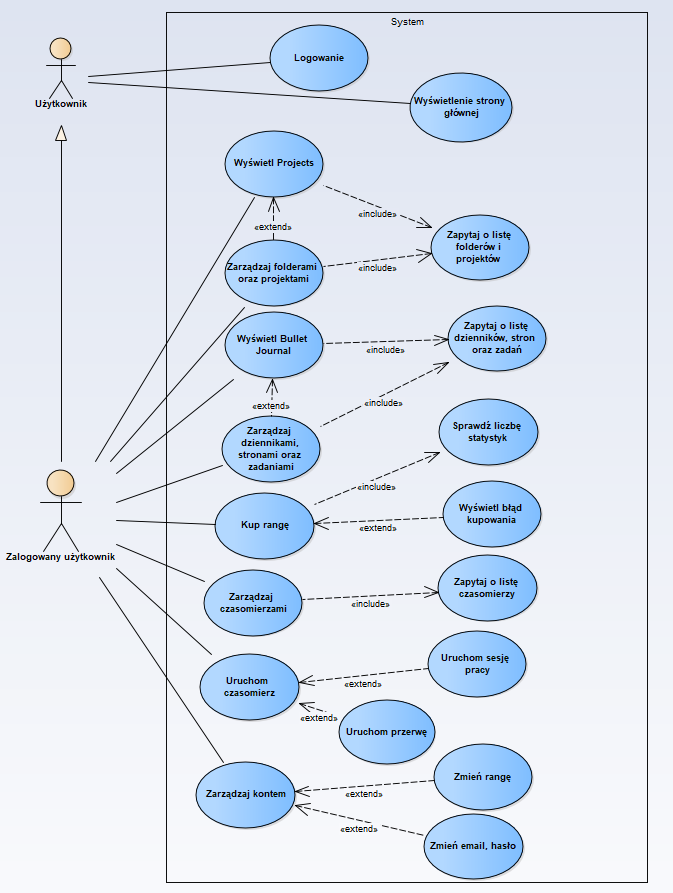 System
Logowanie
Użytkownik
Wyświetlenie strony
głównej
Wyświetl Projects
«include»
«extend»
Zapytaj o listę
folderów i
projektów
Zarządzaj folderami
oraz projektami
«include»
Wyświetl Bullet
Journal
«include»
Zapytaj o listę
dzienników, stron
oraz zadań
«extend»
«include»
Zarządzaj
dziennikami,
stronami oraz
zadaniami
Sprawdź liczbę
statystyk
«include»
Kup rangę
«extend»
Wyświetl błąd
kupowania
Zalogowany użytkownik
Zarządzaj
czasomierzami
«include»
Zapytaj o listę
czasomierzy
Uruchom
czasomierz
«extend»
Uruchom sesję
pracy
«extend»
Uruchom przerwę
Zarządzaj kontem
«extend»
Zmień rangę
«extend»
Zmień email, hasło